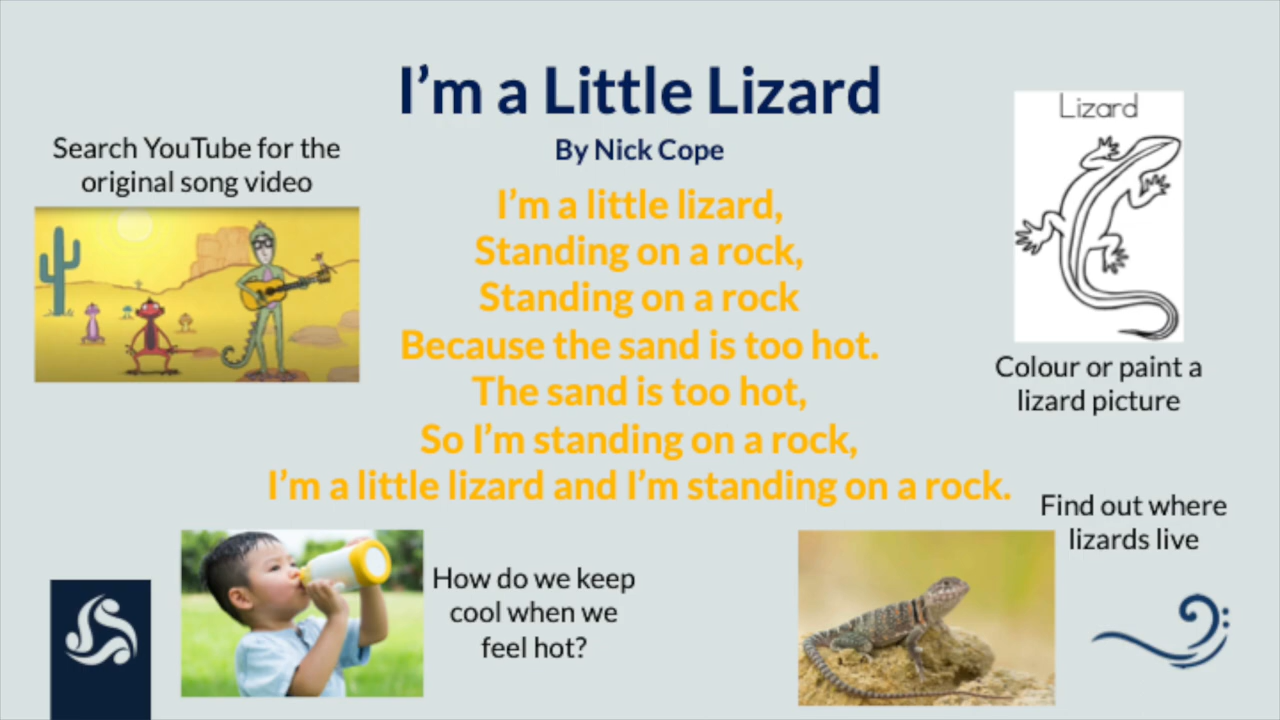 I'm a Little Lizard
By Nick Cope
Search YouTube for the
original song video
I'm a little lizard,
Standing on a rock,
Standing on a rock
Because the sand is too hot.
The sand is too hot,
So I'm standing on a rock,
I'm a little lizard and I'm standing on a rock.
Lizard
Colour or paint a
lizard picture
How do we keep
cool when we
feel hot?
Find out where
lizards live